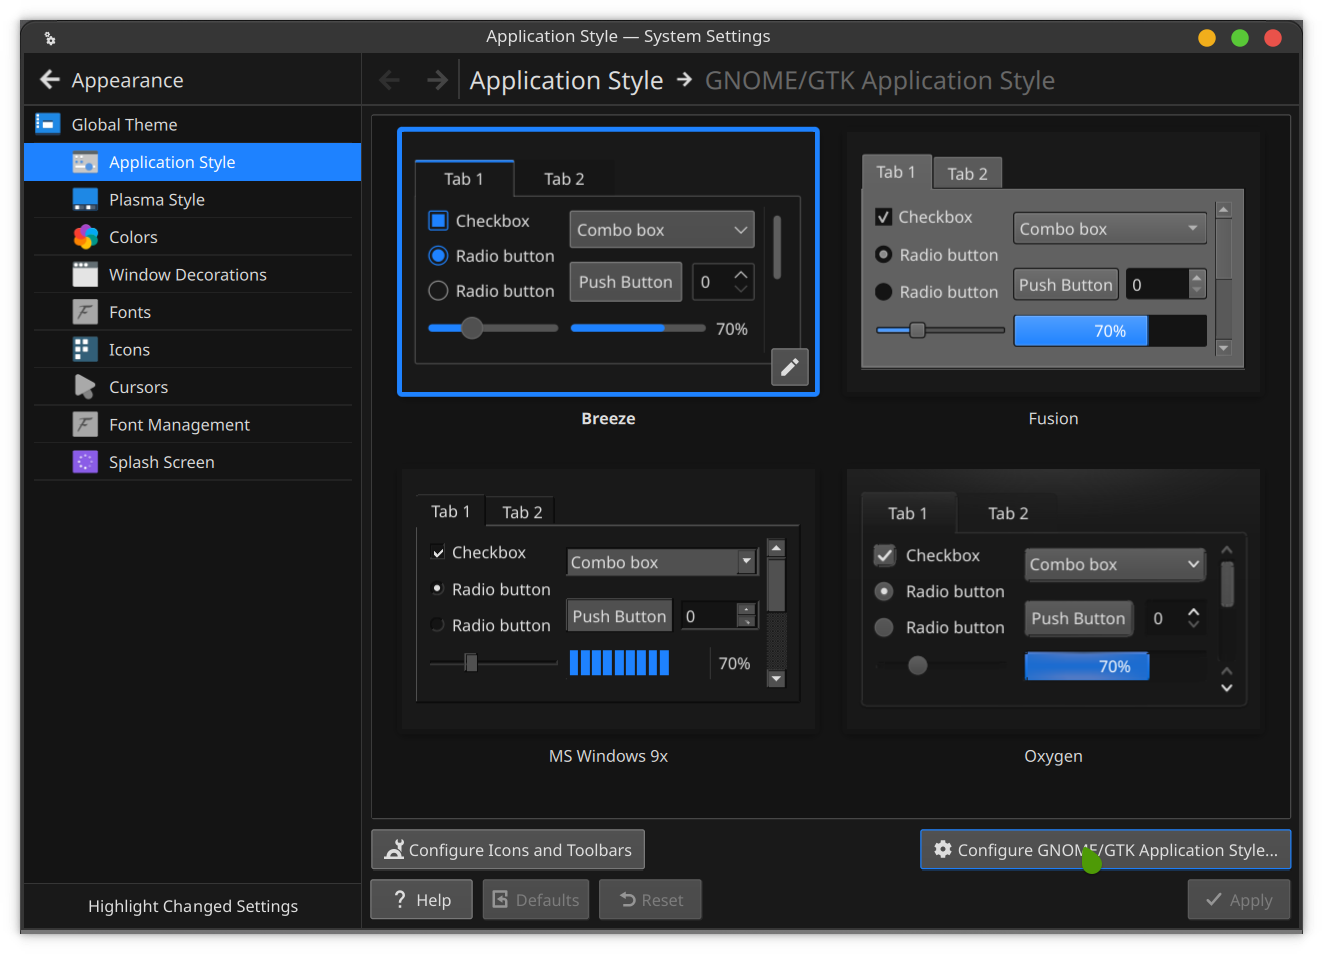 Application Style — System Settings
Appearance
Application Style → GNOME/GTK Application Style
Global Theme
Application Style
Plasma Style
Colors
Window Decorations
Fonts
Icons
Cursors
Font Management
Splash Screen
Highlight Changed Settings
Tab 1 Tab 2
Checkbox Combo box
Radio button
Radio button Push Button 0
70%
Breeze
Tab 1 Tab 2
Checkbox Combo box
Radio button
Radio button Push Button 0
70%
Fusion
Tab 1 Tab 2
Checkbox Combo box
Radio button
Radio button Push Button 0
70%
MS Windows 9x
Tab 1 Tab 2
Checkbox Combo box
Radio button
Radio button Push Button 0
70%
Oxygen
Configure Icons and Toolbars
Configure GNOME/GTK Application Style...
? Help Defaults Reset Apply